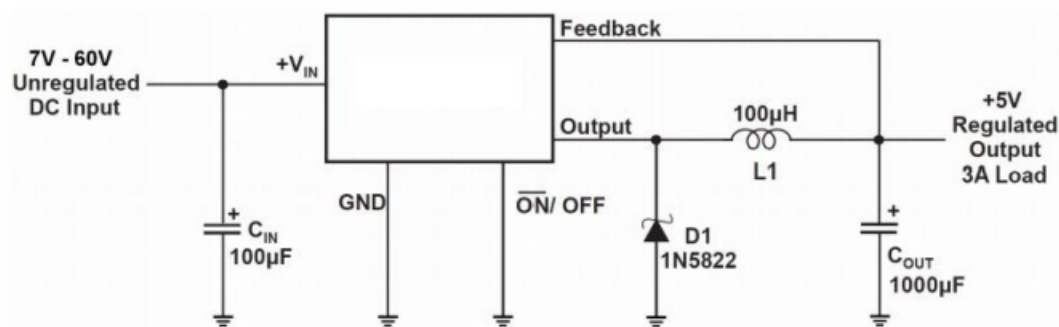 7V - 60V
Unregulated
DC Input
+VIN
Feedback
Output
100µH
L1
+5V
Regulated
Output
3A Load
GND
ON/ OFF
+
CIN
100µF
D1
1N5822
+
COUT
1000µF